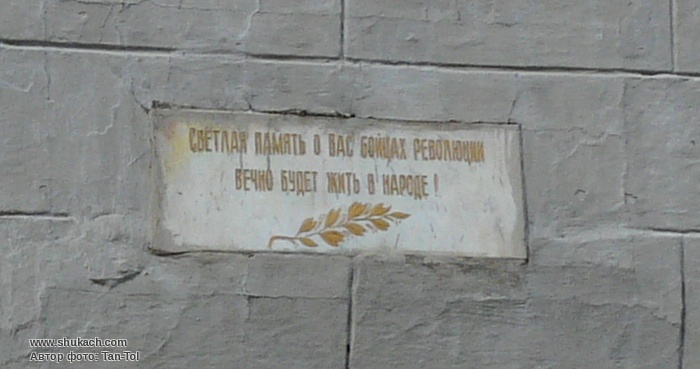 СВЕТЛАЯ ПАМЯТЬ О ВАС БОЙЦАХ РЕВОЛЮЦИИ
ВЕЧНО БУДЕТ ЖИТЬ В НАРОДЕ!
www.shukach.com
Автор фото: Tan-Tol